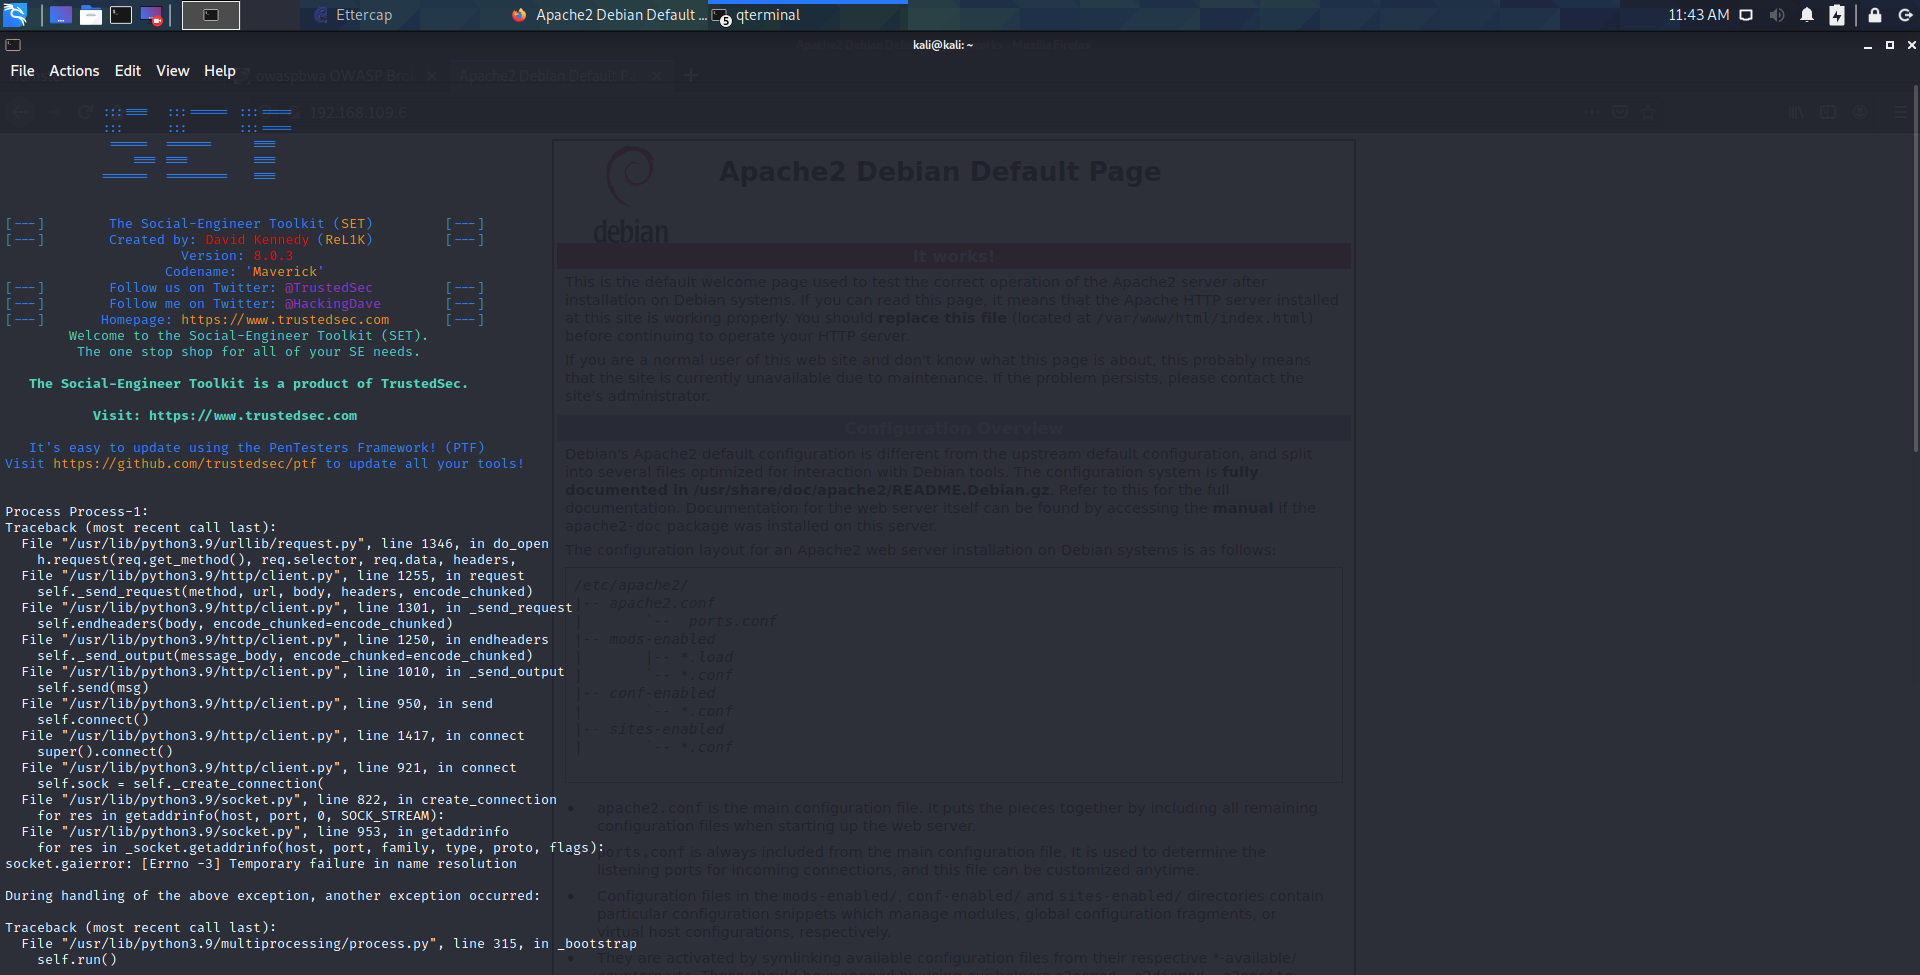 Ettercap
Apache2 Debian Default ...
5
qterminal
11:43 AM
kali@kali: ~
File Actions Edit View Help
owaspbwa OWASP Bro
Apache2 Debian Default P
192.168.109.6
[---] The Social-Engineer Toolkit (SET) [---]
[---] Created by: David Kennedy (ReL1K) [---]
Version: 8.0.3
Codename: 'Maverick'
[---] Follow us on Twitter: @TrustedSec [---]
[---] Follow me on Twitter: @HackingDave [---]
[---] Homepage: https://www.trustedsec.com [---]
Welcome to the Social-Engineer Toolkit (SET).
The one stop shop for all of your SE needs.
The Social-Engineer Toolkit is a product of TrustedSec.
Visit: https://www.trustedsec.com
It's easy to update using the PenTesters Framework! (PTF)
Visit https://github.com/trustedsec/ptf to update all your tools!
Process Process-1:
Traceback (most recent call last):
File "/usr/lib/python3.9/urllib/request.py", line 1346, in do_open
h.request(req.get_method(), req.selector, req.data, headers,
File "/usr/lib/python3.9/http/client.py", line 1255, in request
self._send_request(method, url, body, headers, encode_chunked)
File "/usr/lib/python3.9/http/client.py", line 1301, in _send_request
self.endheaders(body, encode_chunked=encode_chunked)
File "/usr/lib/python3.9/http/client.py", line 1250, in endheaders
self._send_output(message_body, encode_chunked=encode_chunked)
File "/usr/lib/python3.9/http/client.py", line 1010, in _send_output
self.send(msg)
File "/usr/lib/python3.9/http/client.py", line 950, in send
self.connect()
File "/usr/lib/python3.9/http/client.py", line 1417, in connect
super().connect()
File "/usr/lib/python3.9/http/client.py", line 921, in connect
self.sock = self._create_connection(
File "/usr/lib/python3.9/socket.py", line 822, in create_connection
for res in getaddrinfo(host, port, 0, SOCK_STREAM):
File "/usr/lib/python3.9/socket.py", line 953, in getaddrinfo
for res in _socket.getaddrinfo(host, port, family, type, proto, flags):
socket.gaierror: [Errno -3] Temporary failure in name resolution
During handling of the above exception, another exception occurred:
Traceback (most recent call last):
File "/usr/lib/python3.9/multiprocessing/process.py", line 315, in _bootstrap
self.run()
debian
Apache2 Debian Default Page
It works!
This is the default welcome page used to test the correct operation of the Apache2 server after
installation on Debian systems. If you can read this page, it means that the Apache HTTP server installed
at this site is working properly. You should replace this file (located at /var/www/html/index.html)
before continuing to operate your HTTP server.
If you are a normal user of this web site and don't know what this page is about, this probably means
that the site is currently unavailable due to maintenance. If the problem persists, please contact the
site's administrator.
Configuration Overview
Debian's Apache2 default configuration is different from the upstream default configuration, and split
into several files optimized for interaction with Debian tools. The configuration system is fully
documented in /usr/share/doc/apache2/README.Debian.gz. Refer to this for the full
documentation. Documentation for the web server itself can be found by accessing the manual if the
apache2-doc package was installed on this server.
The configuration layout for an Apache2 web server installation on Debian systems is as follows:
/etc/apache2/
|-- apache2.conf
| `-- ports.conf
|-- mods-enabled
| |-- *.load
| `-- *.conf
|-- conf-enabled
| `-- *.conf
|-- sites-enabled
| `-- *.conf
apache2.conf is the main configuration file. It puts the pieces together by including all remaining
configuration files when starting up the web server.
ports.conf is always included from the main configuration file. It is used to determine the
listening ports for incoming connections, and this file can be customized anytime.
Configuration files in the mods-enabled/, conf-enabled/ and sites-enabled/ directories contain
particular configuration snippets which manage modules, global configuration fragments, or
virtual host configurations, respectively.
They are activated by symlinking available configuration files from their respective *-available/